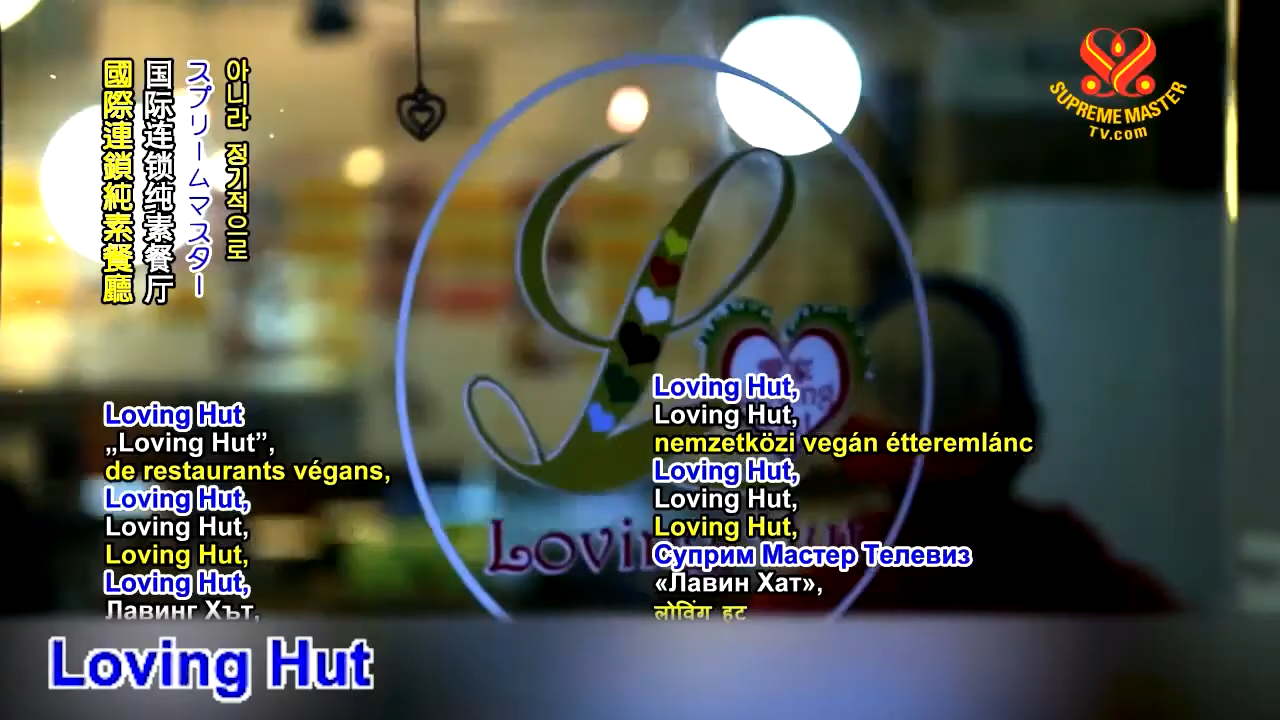 國際連鎖純素餐廳
国际连锁纯素餐厅
スプリームマスター
아니라 정기적으로
SUPREME MASTER
TV.com
Loving Hut
„Loving Hut”,
de restaurants végans,
Loving Hut,
Loving Hut,
Loving Hut,
Loving Hut,
Лавинг Хът,
Loving Hut,
Loving Hut,
nemzetközi vegán étteremlánc
Loving Hut,
Loving Hut,
Loving Hut,
Суприм Мастер Телевиз
«Лавин Хат»,
लोविंग हट
Loving Hut